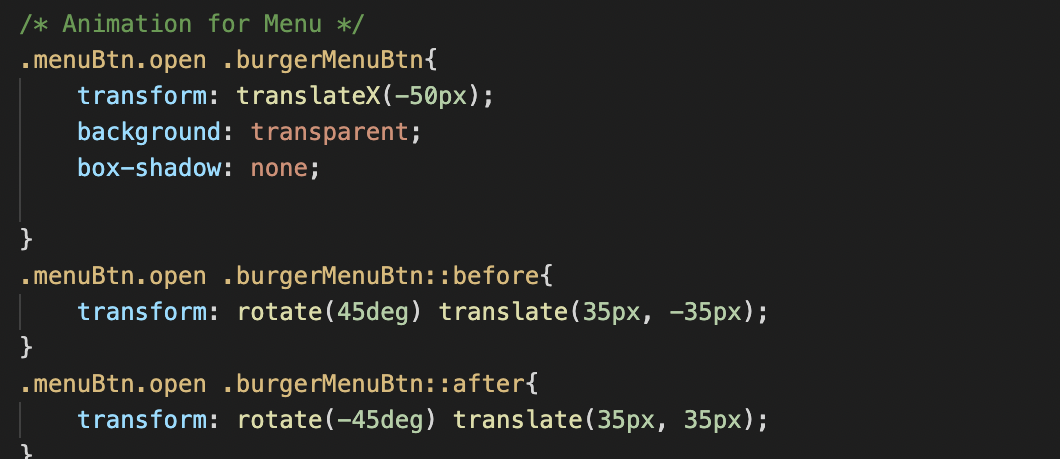 /* Animation for Menu */
.menuBtn.open .burgerMenuBtn{
    transform: translateX(-50px);
    background: transparent;
    box-shadow: none;

}
.menuBtn.open .burgerMenuBtn::before{
    transform: rotate(45deg) translate(35px, -35px);
}
.menuBtn.open .burgerMenuBtn::after{
    transform: rotate(-45deg) translate(35px, 35px);
}